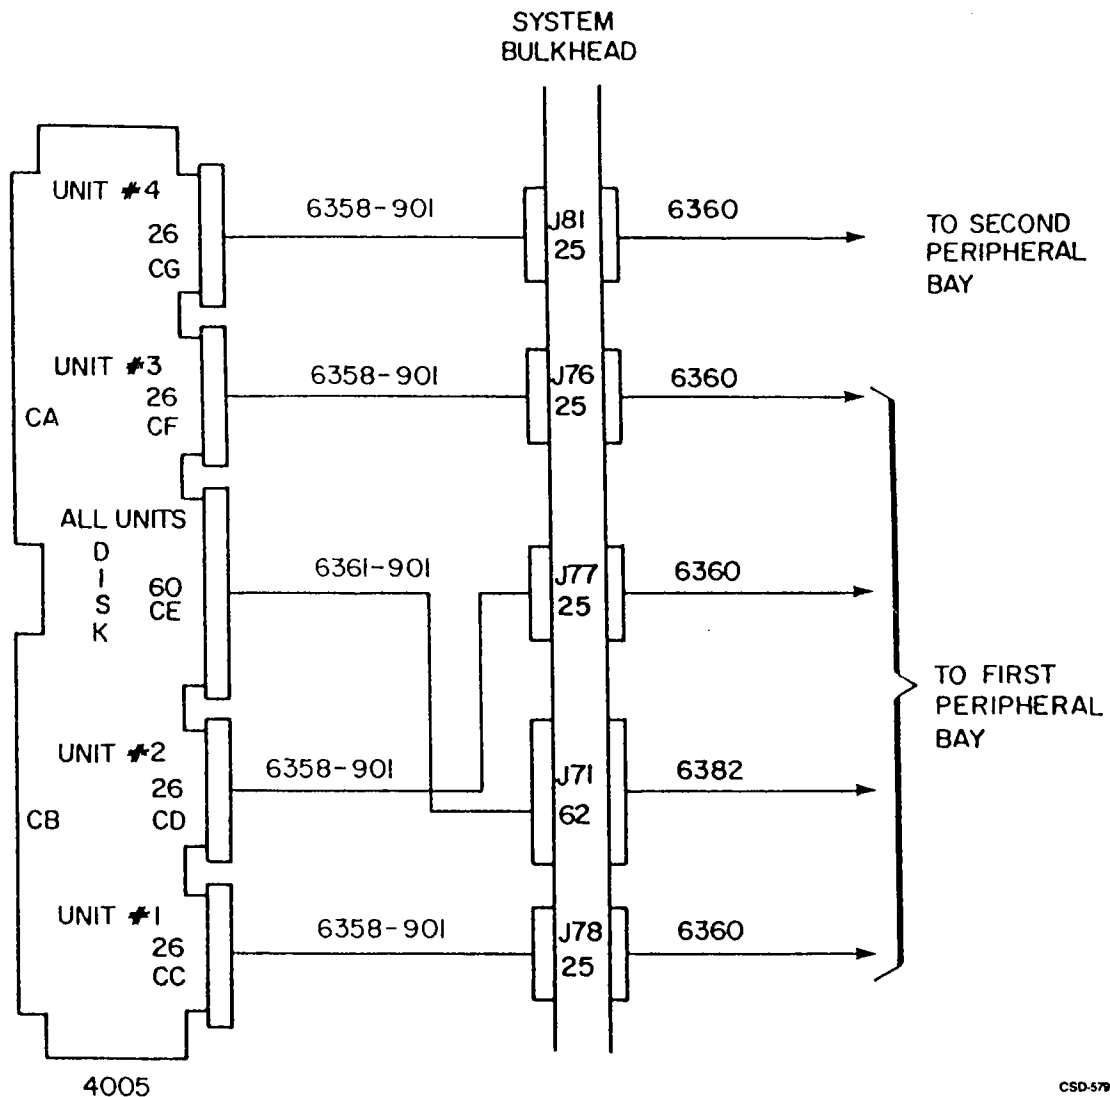 SYSTEM
BULKHEAD
UNIT #4
26
CG
6358-901
J81
25
6360
TO SECOND
PERIPHERAL
BAY
UNIT #3
26
CF
CA
6358-901
J76
25
6360
ALL UNITS
DISK
60
CE
6361-901
J77
25
6360
TO FIRST
PERIPHERAL
BAY
UNIT #2
26
CD
CB
6358-901
J71
62
6382
UNIT #1
26
CC
6358-901
J78
25
6360
4005
CSD-579